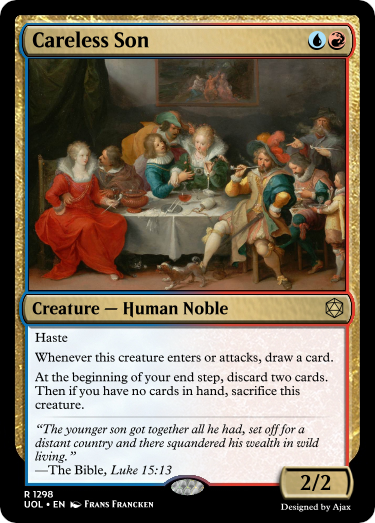 Careless Son
Creature — Human Noble
Haste
Whenever this creature enters or attacks, draw a card.
At the beginning of your end step, discard two cards.
Then if you have no cards in hand, sacrifice this
creature.
“The younger son got together all he had, set off for a
distant country and there squandered his wealth in wild
living.”
—The Bible, Luke 15:13
2/2
R 1298
UOL • EN Frans Francken
Designed by Ajax